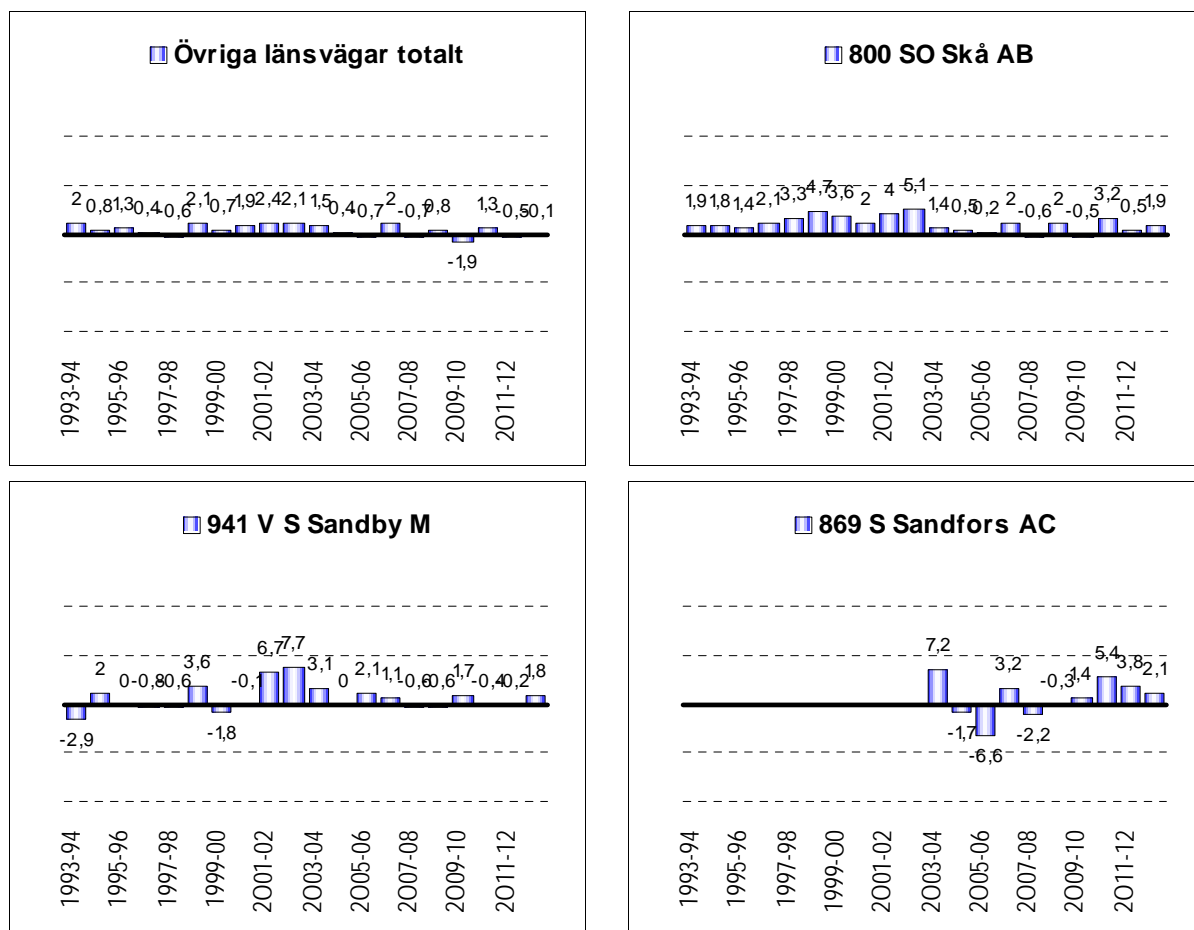 Övriga länsvägar totalt
2 0,8 1,3 0,4 -0,6 2,1 0,7 1,9 2,4 2,1 1,5 0,4 -0,7 2 -0,7 0,8 -1,9 1,3 -0,5 -0,1
1993-94 1995-96 1997-98 1999-00 2001-02 2003-04 2005-06 2007-08 2009-10 2011-12
800 SO Skå AB
1,9 1,8 1,4 2,1 3,3 4,7 3,6 2 4 5,1 1,4 0,5 0,2 2 -0,6 2 -0,5 3,2 0,5 1,9
1993-94 1995-96 1997-98 1999-00 2001-02 2003-04 2005-06 2007-08 2009-10 2011-12
941 V S Sandby M
-2,9 2 0 -0,8 -0,6 3,6 -1,8 -0,1 6,7 7,7 3,1 0 2,1 1,1 -0,6 -0,6 1,7 -0,4 -0,2 1,8
1993-94 1995-96 1997-98 1999-00 2001-02 2003-04 2005-06 2007-08 2009-10 2011-12
869 S Sandfors AC
7,2 -1,7 -6,6 3,2 -2,2 -0,3 1,4 5,4 3,8 2,1
1993-94 1995-96 1997-98 1999-00 2001-02 2003-04 2005-06 2007-08 2009-10 2011-12